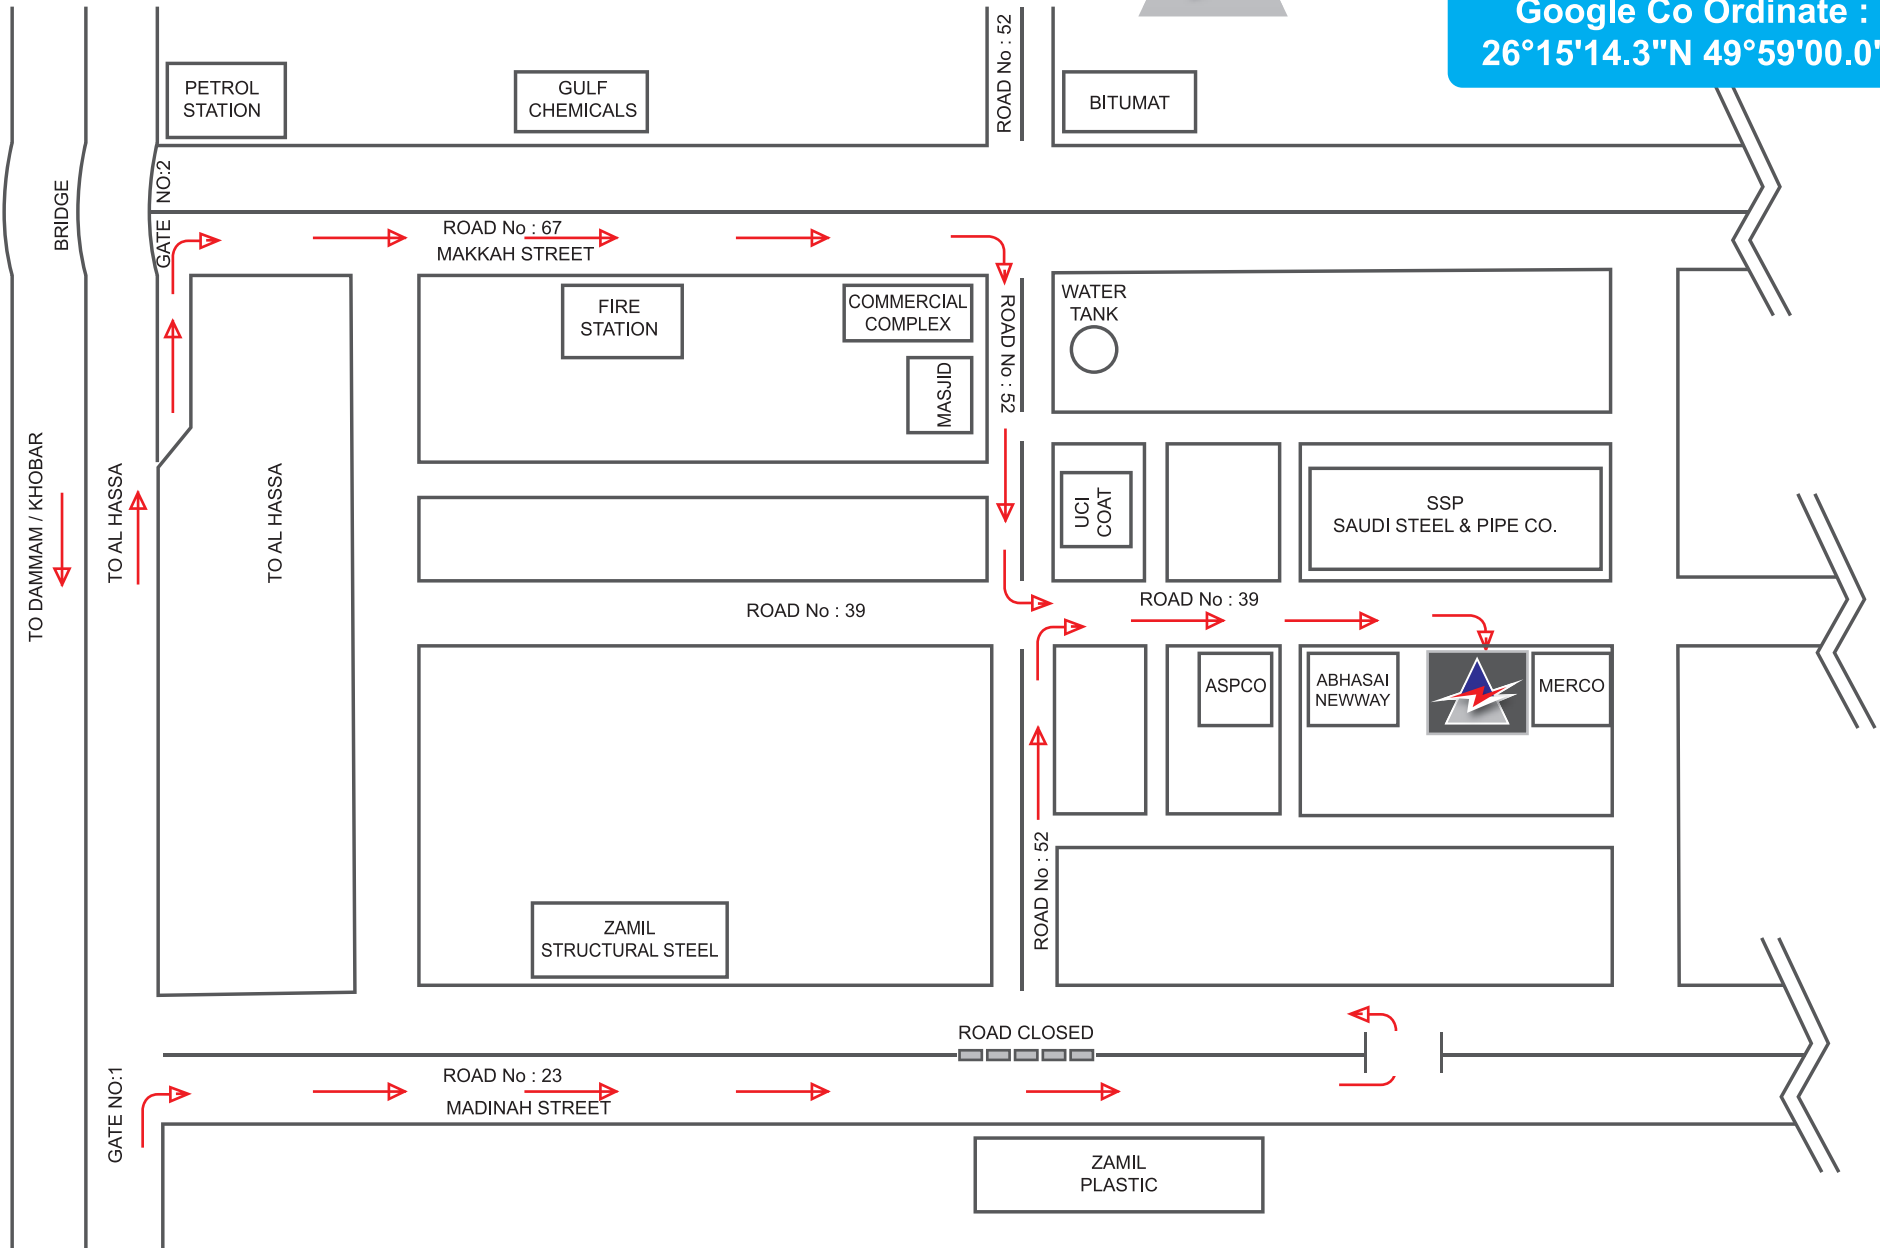 Google Co Ordinate :
26°15'14.3"N 49°59'00.0"
PETROL
STATION
GULF
CHEMICALS
ROAD No : 52
BITUMAT
BRIDGE
GATE NO:2
ROAD No : 67
MAKKAH STREET
FIRE
STATION
COMMERCIAL
COMPLEX
MASJID
ROAD No : 52
WATER
TANK
TO DAMMAM / KHOBAR
TO AL HASSA
TO AL HASSA
UCI
COAT
SSP
SAUDI STEEL & PIPE CO.
ROAD No : 39
ROAD No : 39
ASPCO
ABHASAI
NEWWAY
MERCO
ROAD No : 52
ZAMIL
STRUCTURAL STEEL
ROAD CLOSED
GATE NO:1
ROAD No : 23
MADINAH STREET
ZAMIL
PLASTIC